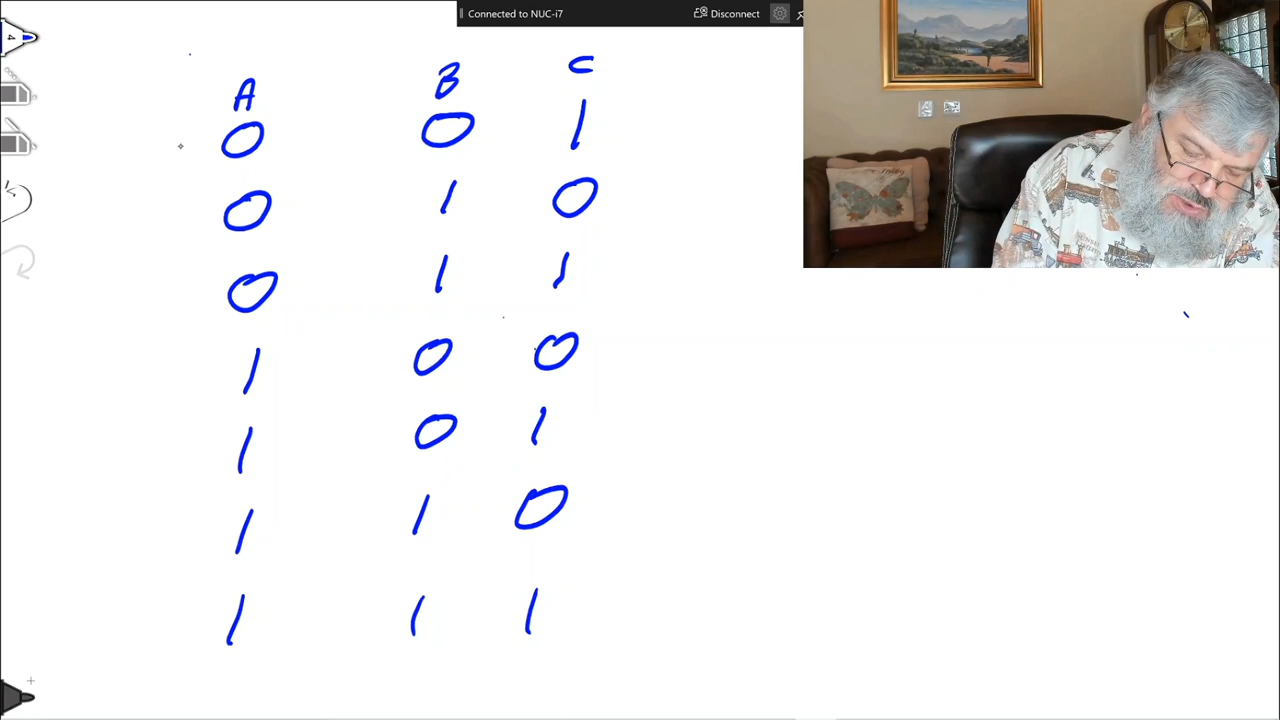 Connected to NUC-i7 Disconnect
A B C
0 0 1
0 1 0
0 1 1
1 0 0
1 0 1
1 1 0
1 1 1